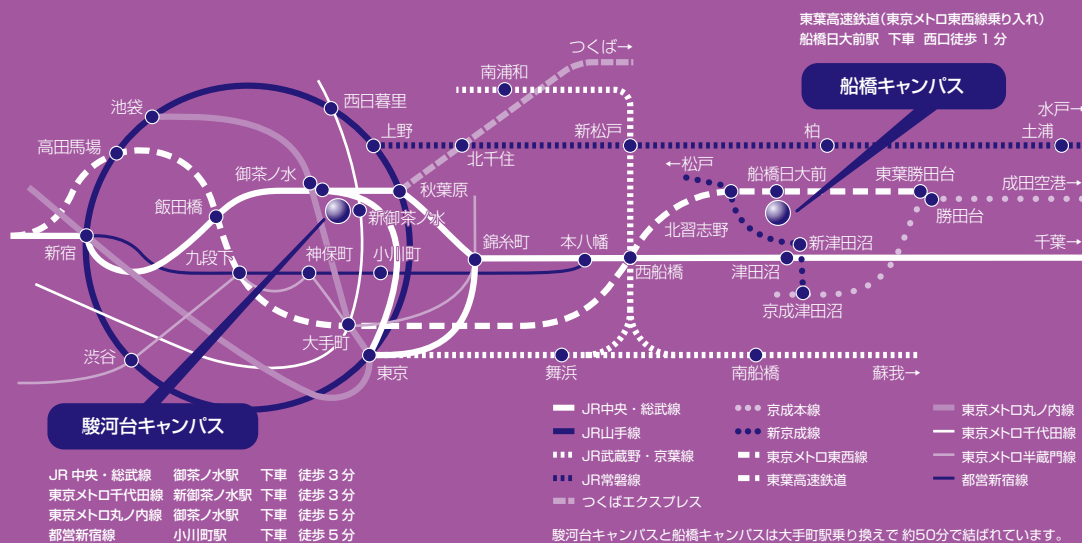 東葉高速鉄道(東京メトロ東西線乗り入れ)
船橋日大前駅 下車 西口徒歩 1 分
つくば→
南浦和
船橋キャンパス
池袋
西日暮里
水戸→
上野
新松戸
柏
土浦
高田馬場
北千住
←松戸
船橋日大前
東葉勝田台
御茶ノ水
秋葉原
成田空港→
飯田橋
新御茶ノ水
勝田台
北習志野
新宿
九段下
神保町
小川町
錦糸町
本八幡
新津田沼
千葉→
西船橋
津田沼
京成津田沼
大手町
渋谷
東京
舞浜
南船橋
蘇我→
駿河台キャンパス
JR 中央・総武線 御茶ノ水駅 下車 徒歩 3 分
東京メトロ千代田線 新御茶ノ水駅 下車 徒歩 3 分
東京メトロ丸ノ内線 御茶ノ水駅 下車 徒歩 5 分
都営新宿線 小川町駅 下車 徒歩 5 分
JR中央・総武線
JR山手線
JR武蔵野・京葉線
JR常磐線
つくばエクスプレス
京成本線
新京成線
東京メトロ東西線
東葉高速鉄道
東京メトロ丸ノ内線
東京メトロ千代田線
東京メトロ半蔵門線
都営新宿線
駿河台キャンパスと船橋キャンパスは大手町駅乗り換えで 約50分で結ばれています。